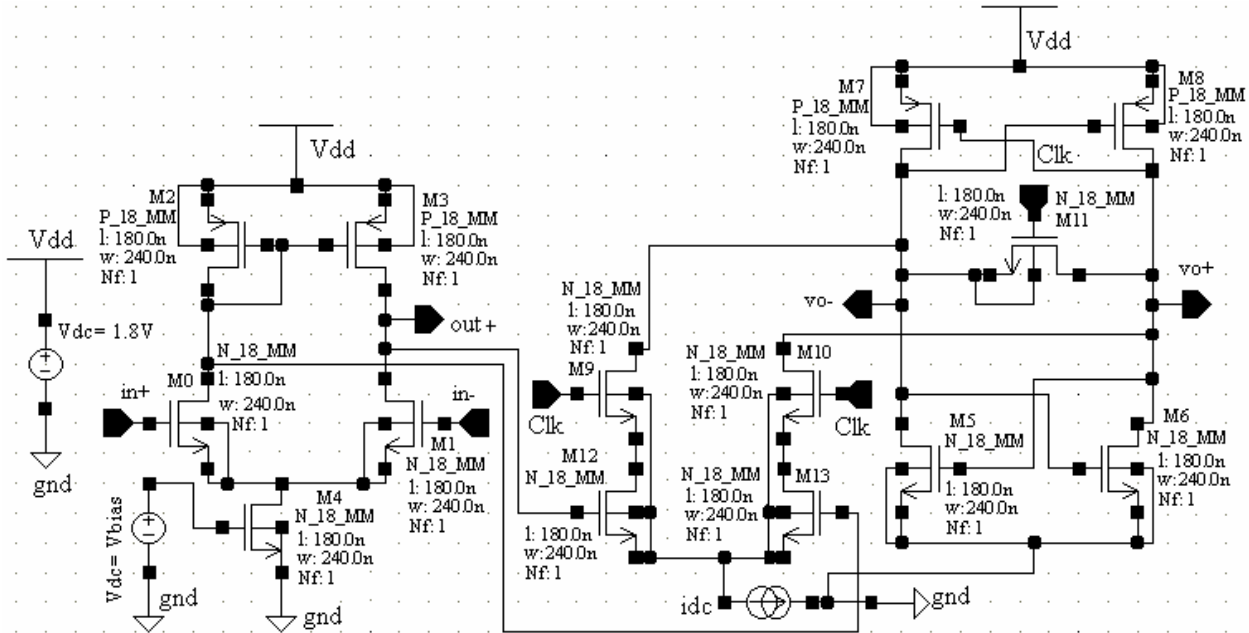 Vdd
M7
P_18_MM
l: 180.0n
w: 240.0n
Nf: 1
M8
P_18_MM
l: 180.0n
w: 240.0n
Nf: 1
Clk
Vdd
M2
P_18_MM
l: 180.0n
w: 240.0n
Nf: 1
M3
P_18_MM
l: 180.0n
w: 240.0n
Nf: 1
l: 180.0n
w: 240.0n
Nf: 1
N_18_MM
M11
Vdd
Vdc= 1.8V
gnd
out+
vo-
vo+
in+
M0
N_18_MM
l: 180.0n
w: 240.0n
Nf: 1
in-
M1
N_18_MM
l: 180.0n
w: 240.0n
Nf: 1
N_18_MM
l: 180.0n
w: 240.0n
Nf: 1
M9
Clk
N_18_MM
l: 180.0n
w: 240.0n
Nf: 1
M10
Clk
M5
N_18_MM
l: 180.0n
w: 240.0n
Nf: 1
M6
N_18_MM
l: 180.0n
w: 240.0n
Nf: 1
Vdc= Vbias
gnd
M4
N_18_MM
l: 180.0n
w: 240.0n
Nf: 1
gnd
M12
N_18_MM
l: 180.0n
w: 240.0n
Nf: 1
N_18_MM
l: 180.0n
w: 240.0n
Nf: 1
M13
idc
gnd